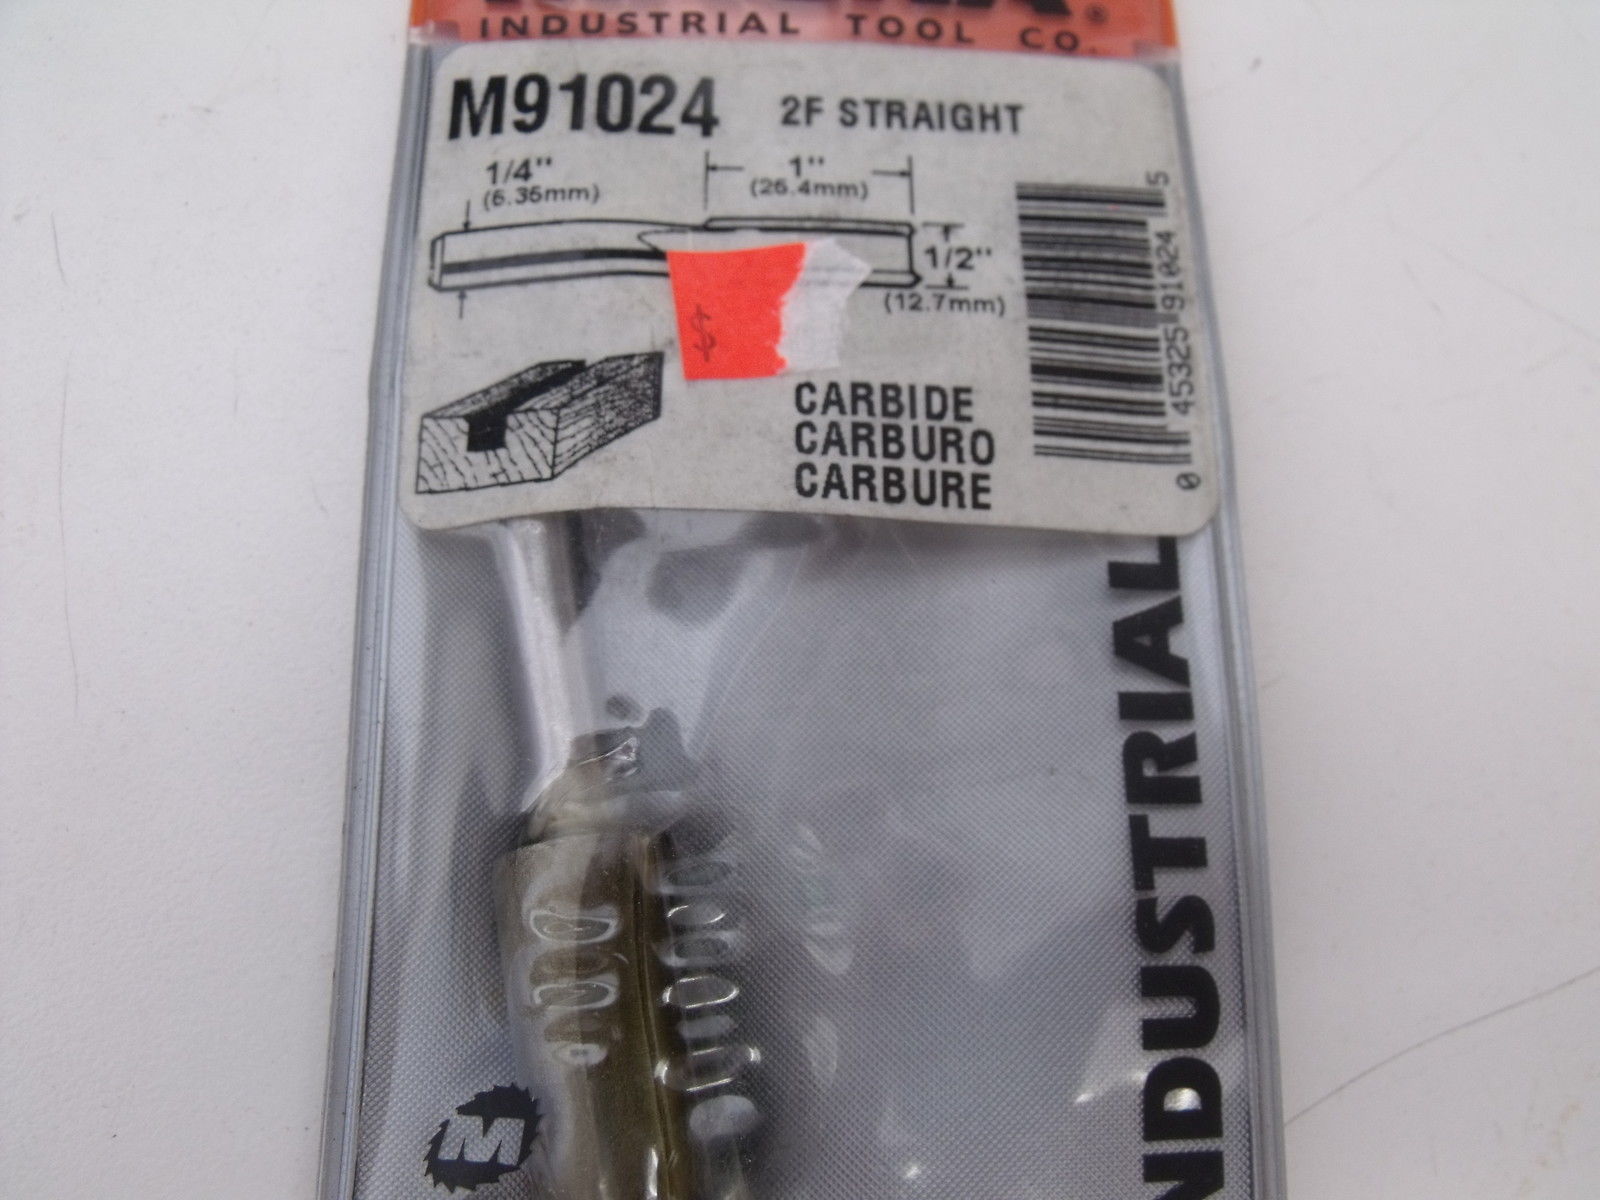 INDUSTRIAL TOOL CO.
M91024 2F STRAIGHT
1/4" 1"
(6.35mm) (25.4mm)
1/2"
(12.7mm)
$
CARBIDE
CARBURO
CARBURE
0 45325 91024 5
INDUSTRIAL
M